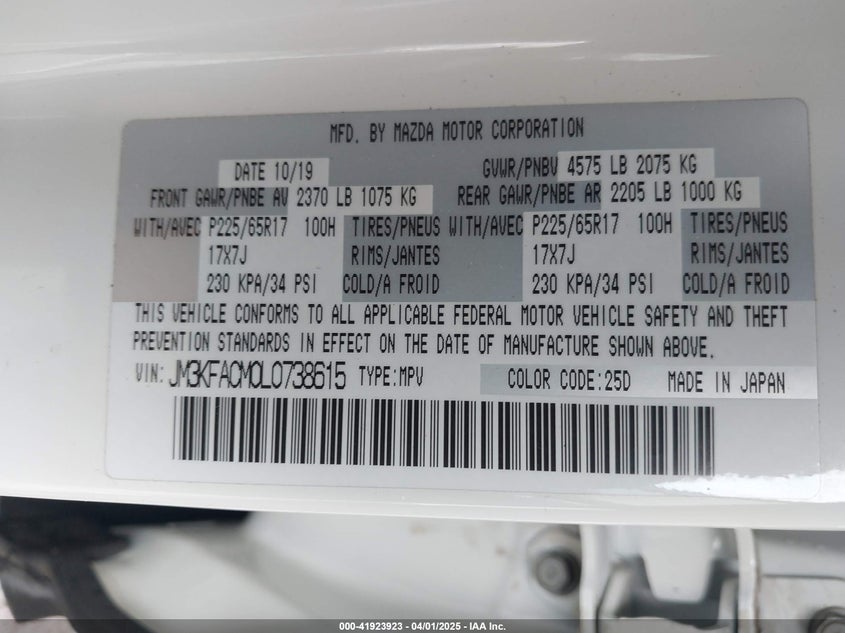 MFD. BY MAZDA MOTOR CORPORATION
DATE 10/19 GVWR/PNBV 4575 LB 2075 KG
FRONT GAWR/PNBE AV 2370 LB 1075 KG REAR GAWR/PNBE AR 2205 LB 1000 KG
WITH/AVEC P225/65R17 100H TIRES/PNEUS WITH/AVEC P225/65R17 100H TIRES/PNEUS
17X7J RIMS/JANTES 17X7J RIMS/JANTES
230 KPA/34 PSI COLD/A FROID 230 KPA/34 PSI COLD/A FROID
THIS VEHICLE CONFORMS TO ALL APPLICABLE FEDERAL MOTOR VEHICLE SAFETY AND THEFT
PREVENTION STANDARDS IN EFFECT ON THE DATE OF MANUFACTURE SHOWN ABOVE.
VIN: JM3KFACM0L0738615 TYPE:MPV COLOR CODE:25D MADE IN JAPAN
000-41923923 / 04/01/2025 / IAA Inc.